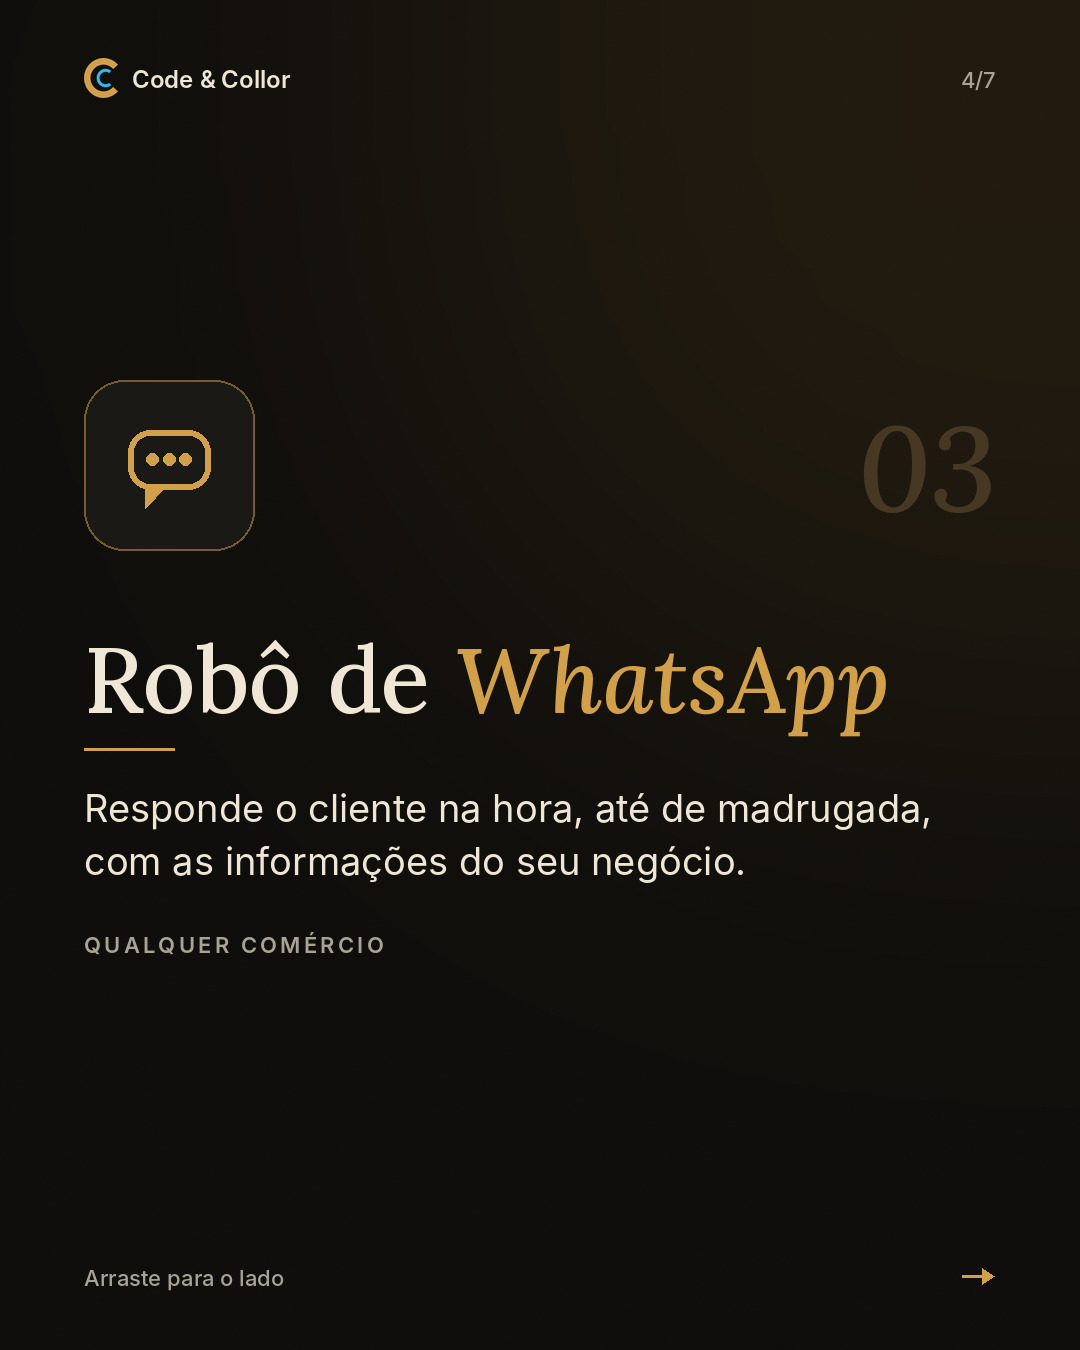 Code & Collor
4/7
03
Robô de WhatsApp
Responde o cliente na hora, até de madrugada,
com as informações do seu negócio.
QUALQUER COMÉRCIO
Arraste para o lado